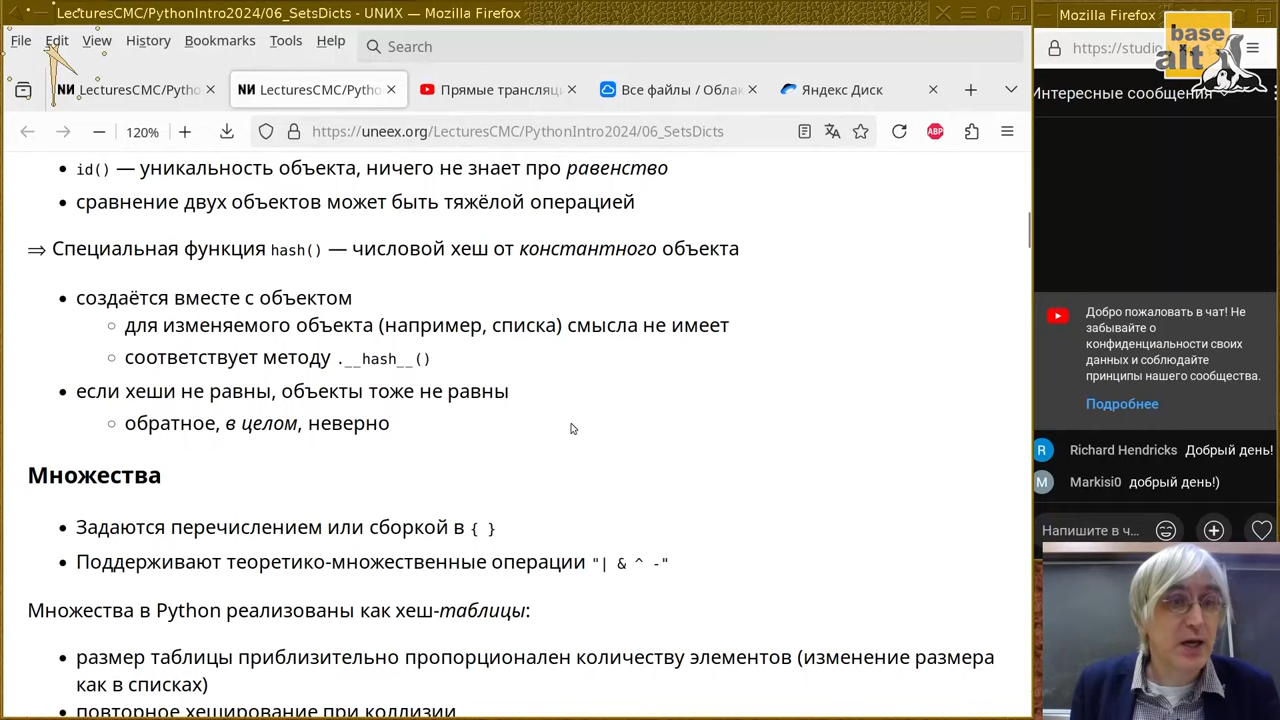 LecturesCMC/PythonIntro2024/06_SetsDicts - UNИX — Mozilla Firefox
Mozilla Firefox
base
alt
File Edit View History Bookmarks Tools Help
Search
https://studio
Интересные сообщения
NИ LecturesCMC/Pytho
NИ LecturesCMC/Pytho
Прямые трансляц
Все файлы / Облак
Яндекс Диск
120%
https://uneex.org/LecturesCMC/PythonIntro2024/06_SetsDicts
ABP
id() — уникальность объекта, ничего не знает про равенство
сравнение двух объектов может быть тяжёлой операцией
⇒ Специальная функция hash() — числовой хеш от константного объекта
создаётся вместе с объектом
для изменяемого объекта (например, списка) смысла не имеет
соответствует методу .__hash__()
если хеши не равны, объекты тоже не равны
обратное, в целом, неверно
Множества
Задаются перечислением или сборкой в { }
Поддерживают теоретико-множественные операции "| & ^ -"
Множества в Python реализованы как хеш-таблицы:
размер таблицы приблизительно пропорционален количеству элементов (изменение размера
как в списках)
повторное хеширование при коллизии
Добро пожаловать в чат! Не
забывайте о
конфиденциальности своих
данных и соблюдайте
принципы нашего сообщества.
Подробнее
R Richard Hendricks Добрый день!
M Markisi0 добрый день!)
Напишите в ч...